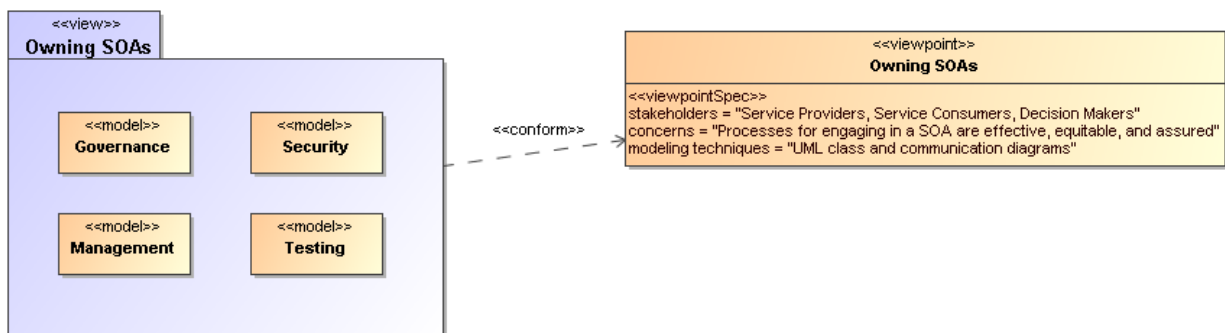 <<view>>
Owning SOAs
<<model>>
Governance
<<model>>
Security
<<model>>
Management
<<model>>
Testing
<<conform>>
<<viewpoint>>
Owning SOAs
<<viewpointSpec>>
stakeholders = "Service Providers, Service Consumers, Decision Makers"
concerns = "Processes for engaging in a SOA are effective, equitable, and assured"
modeling techniques = "UML class and communication diagrams"